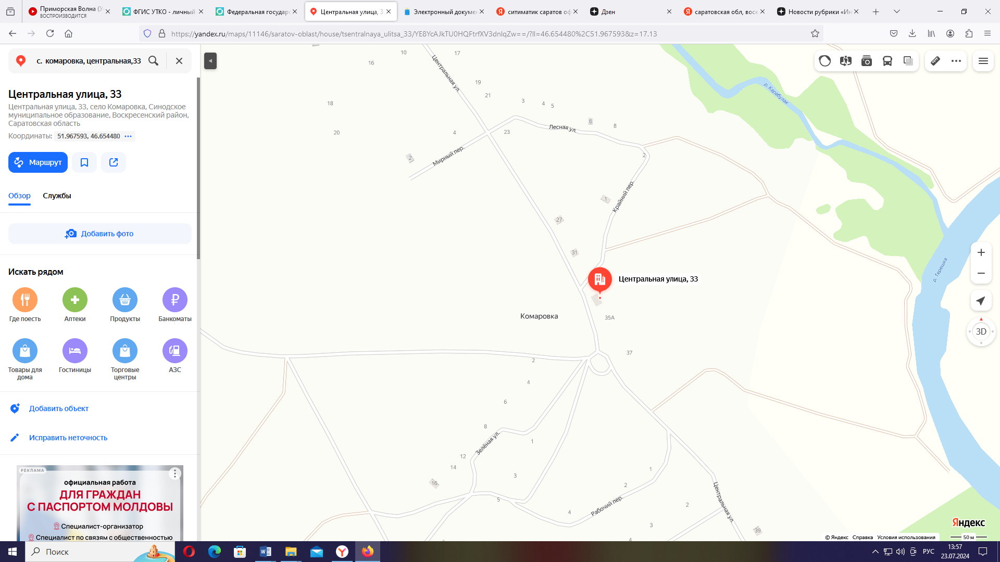 Приморская Волна (У
ВОСПРОИЗВОДИТСЯ
ФГИС УТКО - личный
Федеральная государс
Центральная улица, 33
Электронный докумен
ситиматик саратов оф
Дзен
саратовская обл, воск
Новости рубрики «Ин
https://yandex.ru/maps/11146/saratov-oblast/house/tsentralnaya_ulitsa_33/YE8YcAJkTU0HQFtrfXV3dnlqZw==/?ll=46.654480%2C51.967593&z=17.13
с. комаровка, центральная,33
Центральная улица, 33
Центральная улица, 33, село Комаровка, Синодское
муниципальное образование, Воскресенский район,
Саратовская область
Координаты: 51.967593, 46.654480
Маршрут
Обзор
Службы
Добавить фото
Искать рядом
Где поесть
Аптеки
Продукты
Банкоматы
Товары для
дома
Гостиницы
Торговые
центры
АЗС
Добавить объект
Исправить неточность
РЕКЛАМА
официальная работа
ДЛЯ ГРАЖДАН
С ПАСПОРТОМ МОЛДОВЫ
Специалист-организатор
Специалист по связям с общественностью
10
17
16
Центральная ул.
19
21
18
3
4
5
6
8
20
4
23
Лесная ул.
2
Мирный пер.
2
1
Крайний пер.
27
31
Центральная улица, 33
Комаровка
35А
37
2
4
6
8
Зелёная ул.
1
12
14
3
16
5
1
2
Рабочий пер.
4
3
2
Центральная ул.
39
4
р. Карабулак
р. Терешка
3D
Яндекс
© Яндекс Справка Условия использования
50 м
Поиск
РУС
13:57
23.07.2024